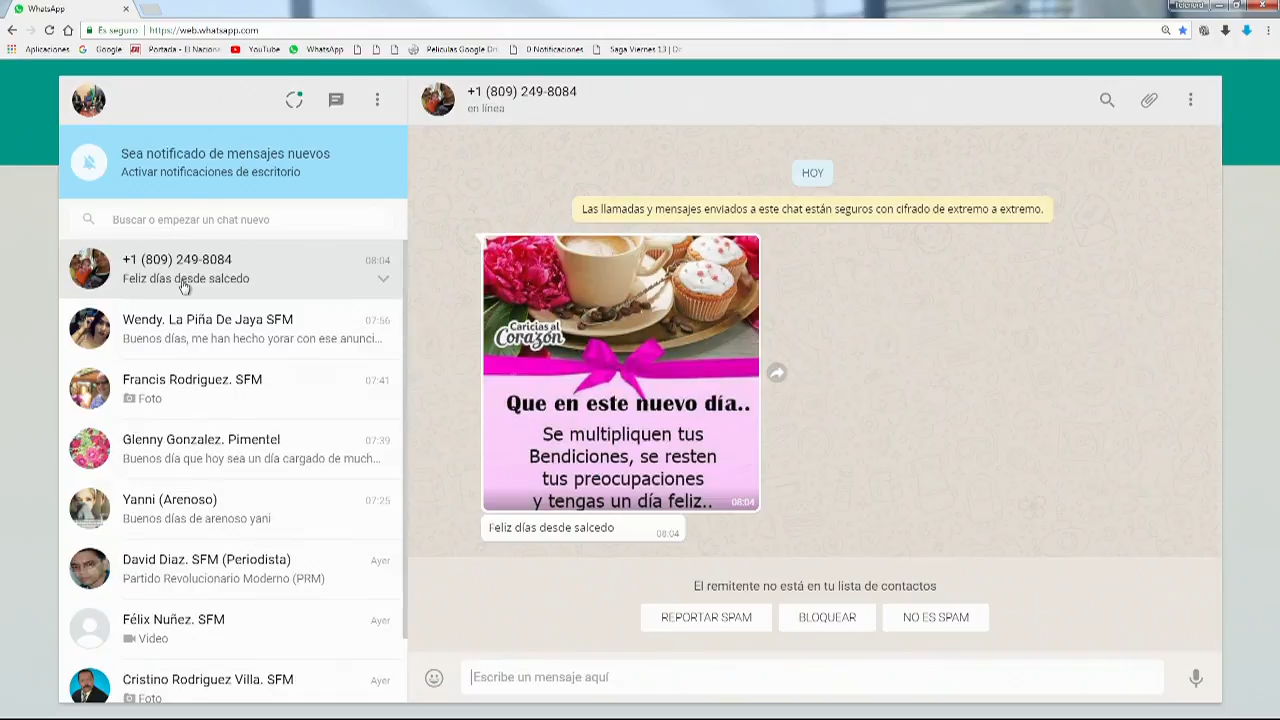 WhatsApp
Telenord
Es seguro
https://web.whatsapp.com
Aplicaciones
Google
Portada - El Nacion
YouTube
WhatsApp
Peliculas Google Dri
0 Notificaciones
Saga Viernes 13 | Dc
+1 (809) 249-8084
en línea
Sea notificado de mensajes nuevos
Activar notificaciones de escritorio
Buscar o empezar un chat nuevo
+1 (809) 249-8084
08:04
Feliz días desde salcedo
Wendy. La Piña De Jaya SFM
07:56
Buenos días, me han hecho yorar con ese anunci...
Francis Rodriguez. SFM
07:41
Foto
Glenny Gonzalez. Pimentel
07:39
Buenos día que hoy sea un día cargado de much...
Yanni (Arenoso)
07:25
Buenos días de arenoso yani
David Diaz. SFM (Periodista)
Ayer
Partido Revolucionario Moderno (PRM)
Félix Nuñez. SFM
Ayer
Video
Cristino Rodriguez Villa. SFM
Ayer
Foto
HOY
Las llamadas y mensajes enviados a este chat están seguros con cifrado de extremo a extremo.
Caricias al
Corazón
Que en este nuevo día..
Se multipliquen tus
Bendiciones, se resten
tus preocupaciones
y tengas un día feliz..
08:04
Feliz días desde salcedo
08:04
El remitente no está en tu lista de contactos
REPORTAR SPAM
BLOQUEAR
NO ES SPAM
Escribe un mensaje aquí